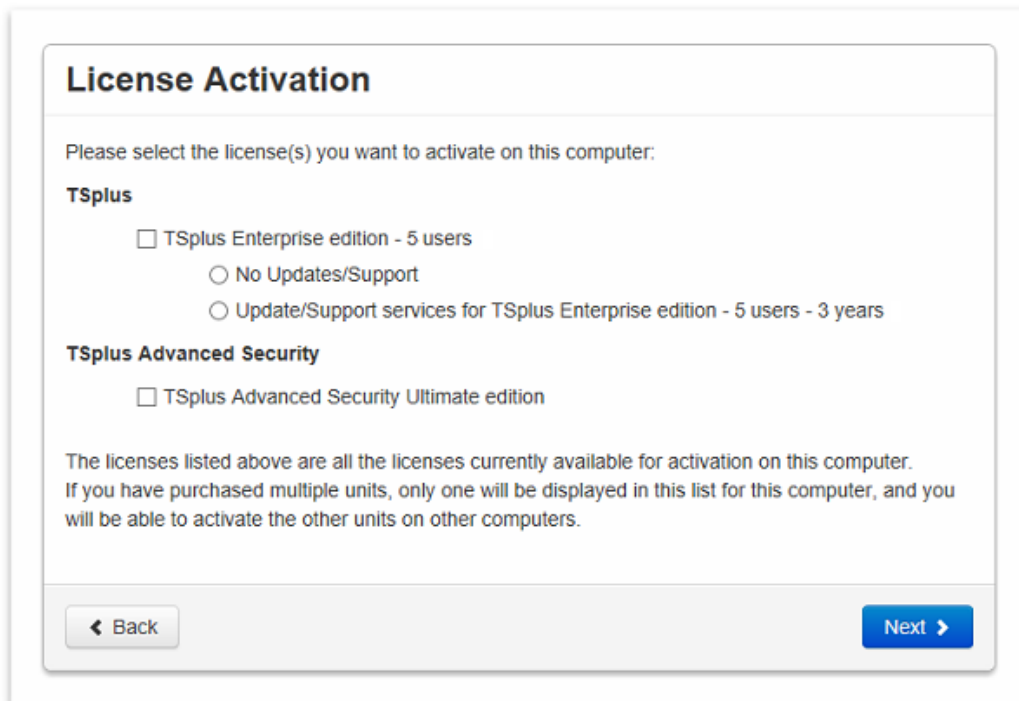 License Activation
Please select the license(s) you want to activate on this computer:
TSplus
TSplus Enterprise edition - 5 users
No Updates/Support
Update/Support services for TSplus Enterprise edition - 5 users - 3 years
TSplus Advanced Security
TSplus Advanced Security Ultimate edition
The licenses listed above are all the licenses currently available for activation on this computer.
If you have purchased multiple units, only one will be displayed in this list for this computer, and you
will be able to activate the other units on other computers.
Back
Next